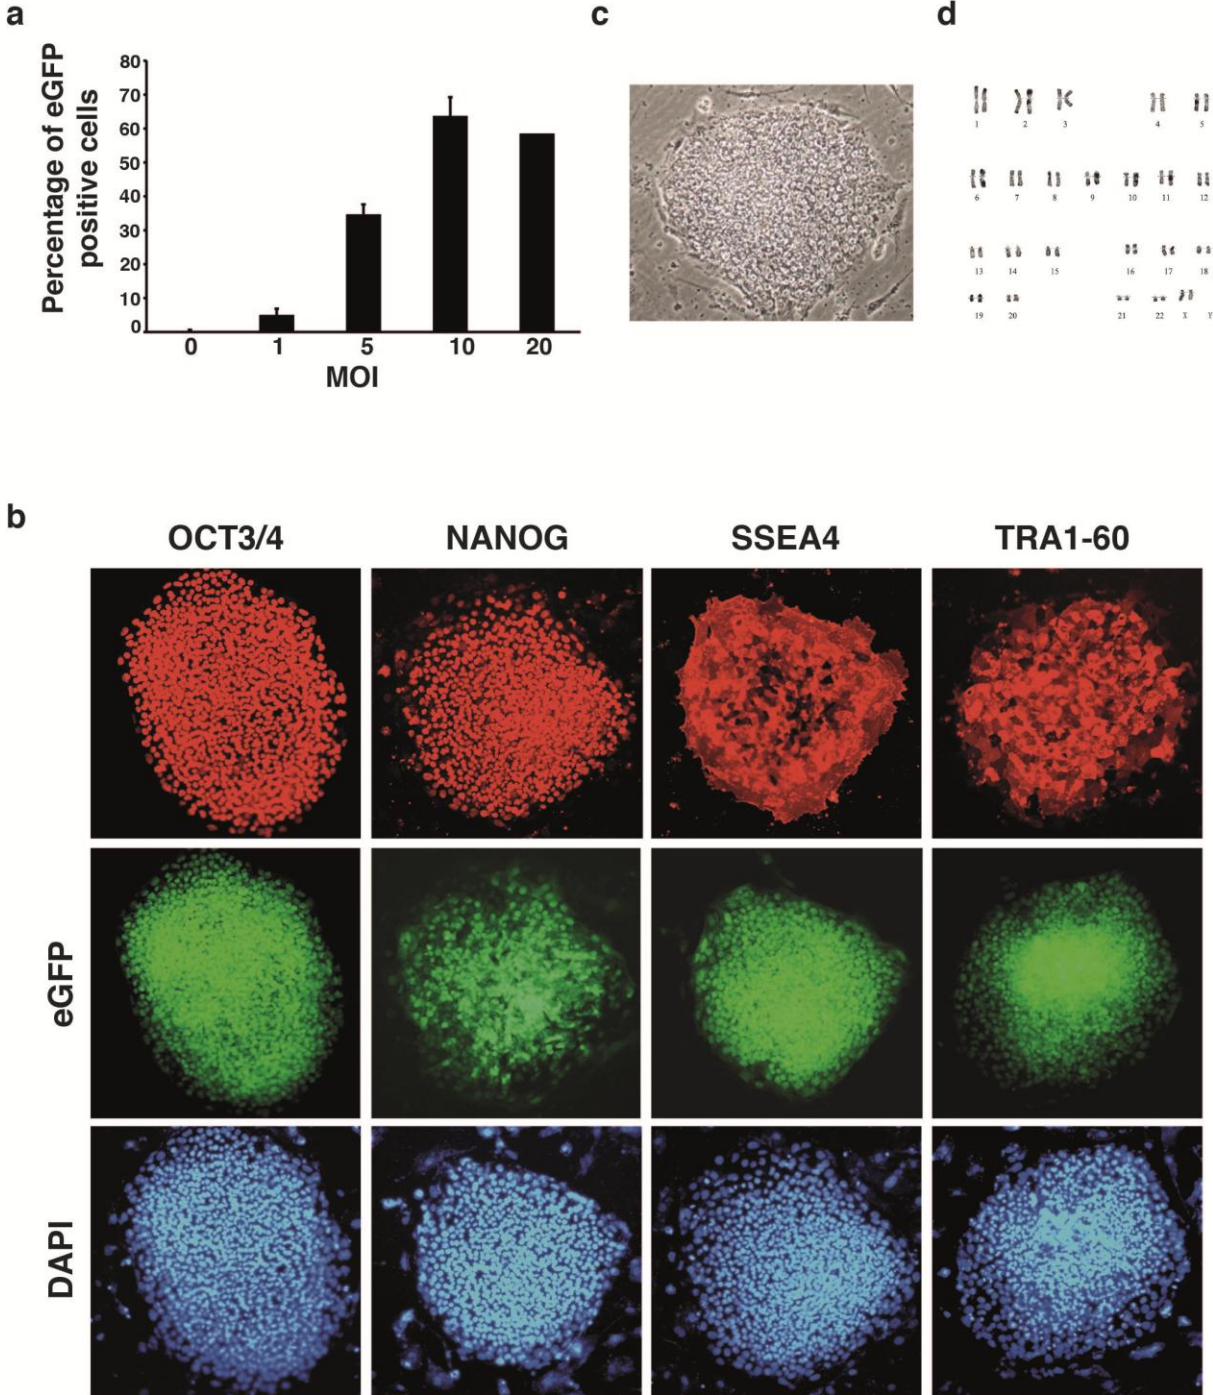 a
c
d
Percentage of eGFP
positive cells
80
70
60
50
40
30
20
10
0
0 1 5 10 20
MOI
1 2 3 4 5
6 7 8 9 10 11 12
13 14 15 16 17 18
19 20 21 22 X Y
b
OCT3/4 NANOG SSEA4 TRA1-60
eGFP
DAPI